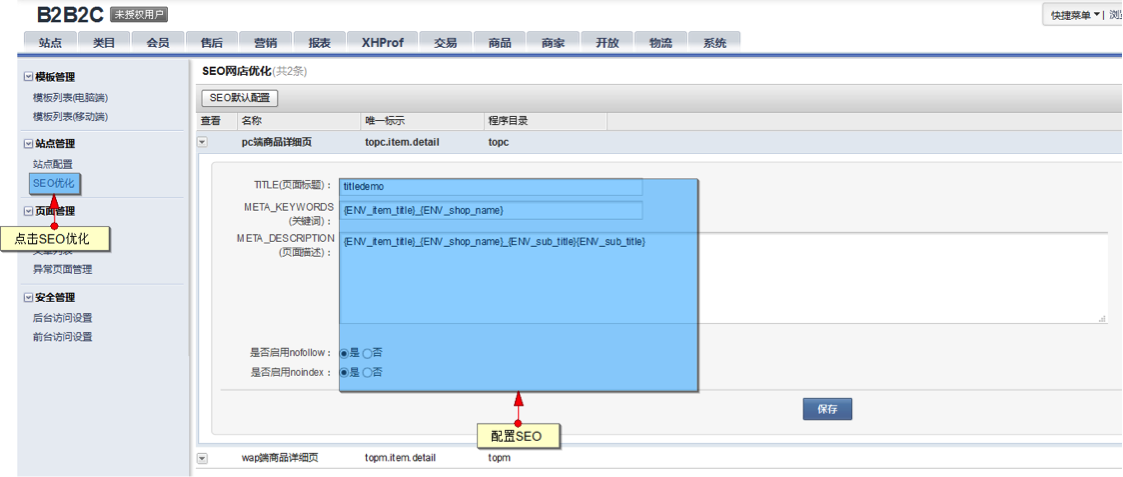 B2B2C 未授权用户
快捷菜单
站点 类目 会员 售后 营销 报表 XHProf 交易 商品 商家 开放 物流 系统
模板管理
模板列表(电脑端)
模板列表(移动端)
站点管理
站点配置
SEO优化
页面管理
点击SEO优化
异常页面管理
安全管理
后台访问设置
前台访问设置
SEO网店优化(共2条)
SEO默认配置
查看 名称 唯一标示 程序目录
pc端商品详细页 topc.item.detail topc
TITLE(页面标题)： titledemo
META_KEYWORDS {ENV_item_title}_{ENV_shop_name}
(关键词)：
META_DESCRIPTION {ENV_item_title}_{ENV_shop_name}_{ENV_sub_title}{ENV_sub_title}
(页面描述)：
是否启用nofollow： 是 否
是否启用noindex： 是 否
保存
配置SEO
wap端商品详细页 topm.item.detail topm